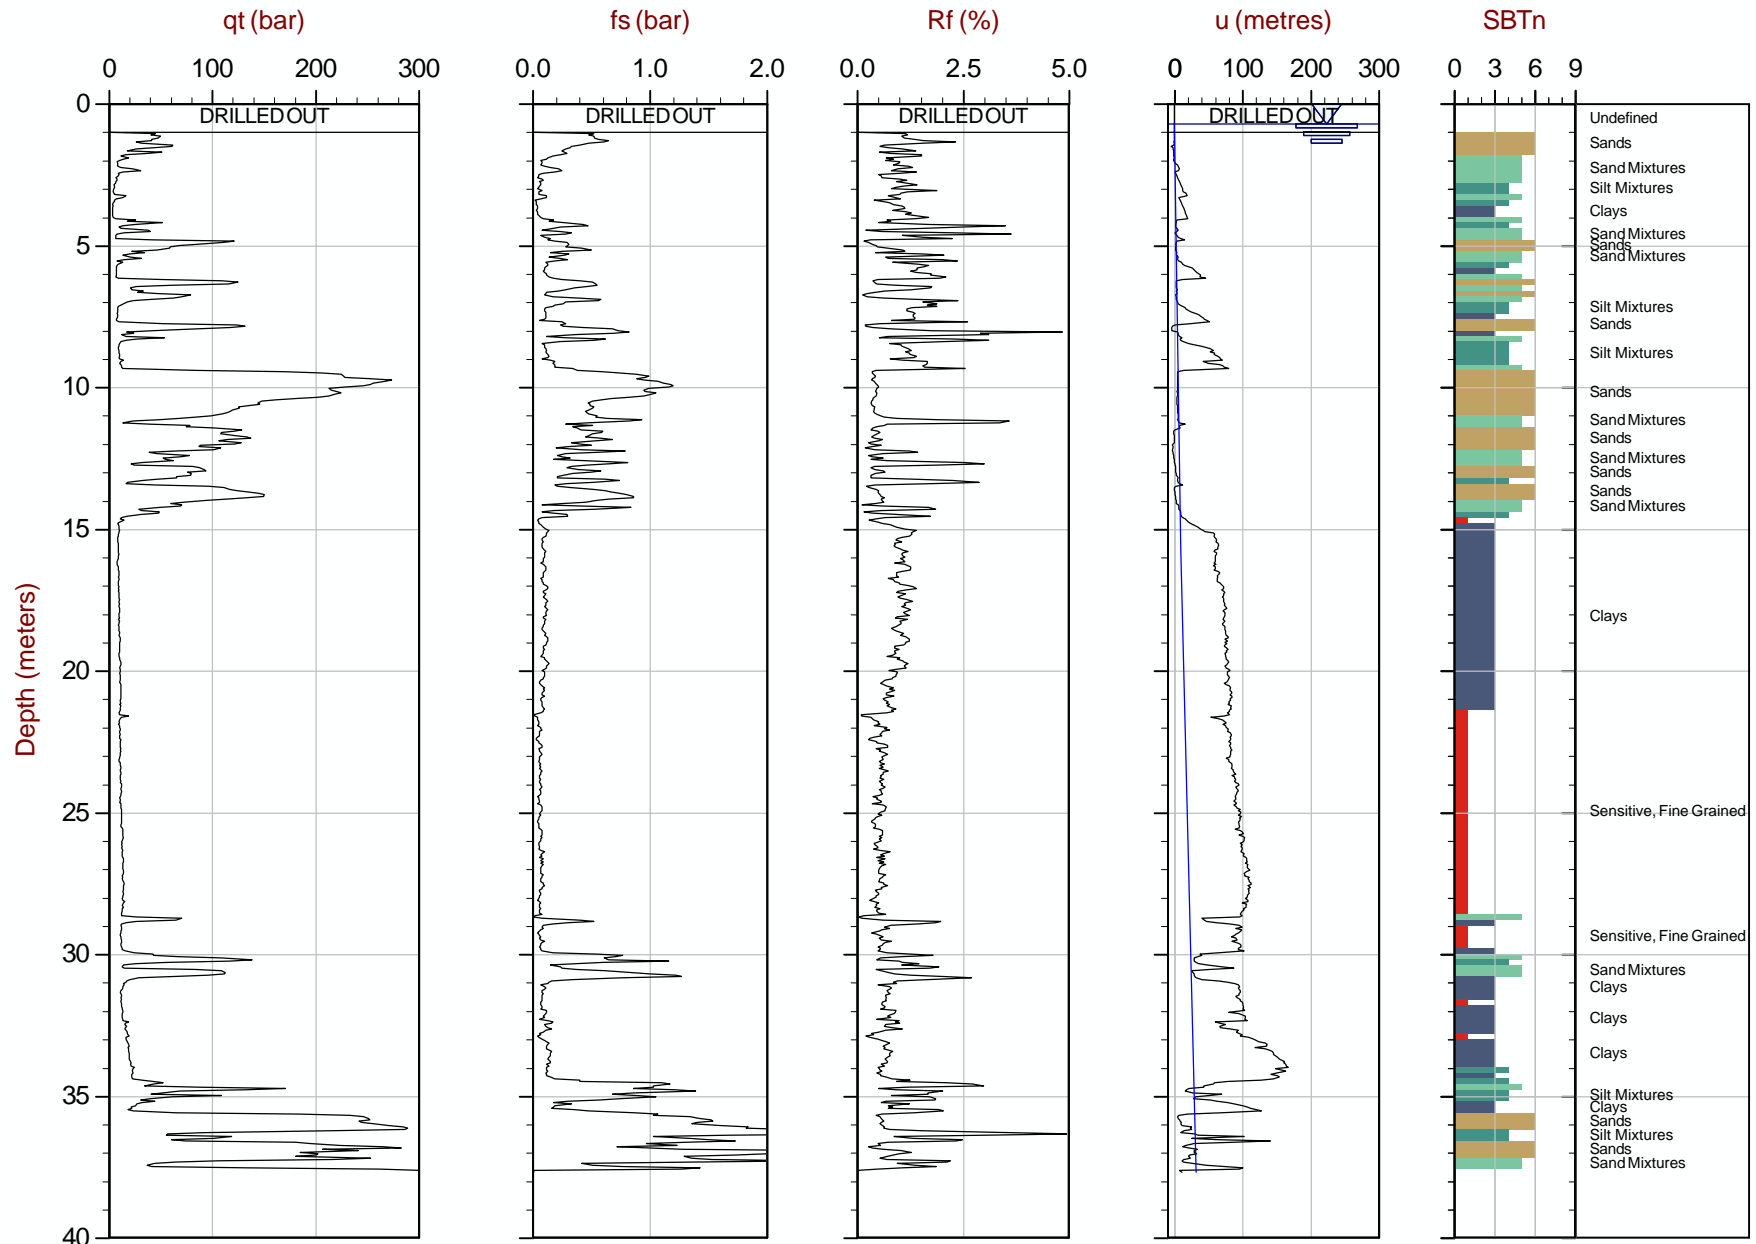 qt (bar) fs (bar) Rf (%) u (metres) SBTn
0 100 200 300 0.0 1.0 2.0 0.0 2.5 5.0 0 100 200 300 0 3 6 9
0
DRILLED OUT DRILLED OUT DRILLED OUT DRILLED OUT
Undefined
Sands
Sand Mixtures
Silt Mixtures
Clays
Sand Mixtures
5
Sands
Sand Mixtures
Silt Mixtures
Sands
Silt Mixtures
10
Sands
Sand Mixtures
Sands
Sand Mixtures
Sands
Sands
Sand Mixtures
15
Clays
Depth (meters)
20
25
Sensitive, Fine Grained
Sensitive, Fine Grained
30
Sand Mixtures
Clays
Clays
Clays
35
Silt Mixtures
Clays
Sands
Silt Mixtures
Sands
Sand Mixtures
40